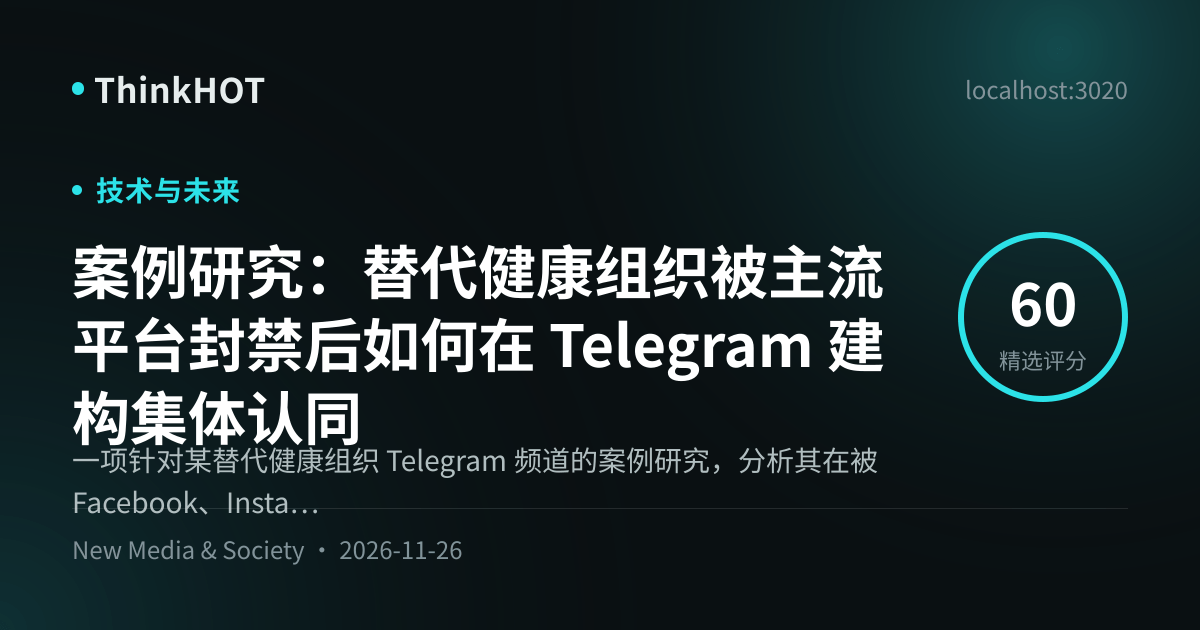 ThinkHOT
localhost:3020
技术与未来
案例研究：替代健康组织被主流
平台封禁后如何在 Telegram 建
构集体认同
60
精选评分
一项针对某替代健康组织 Telegram 频道的案例研究，分析其在被
Facebook、Insta…
New Media & Society · 2026-11-26